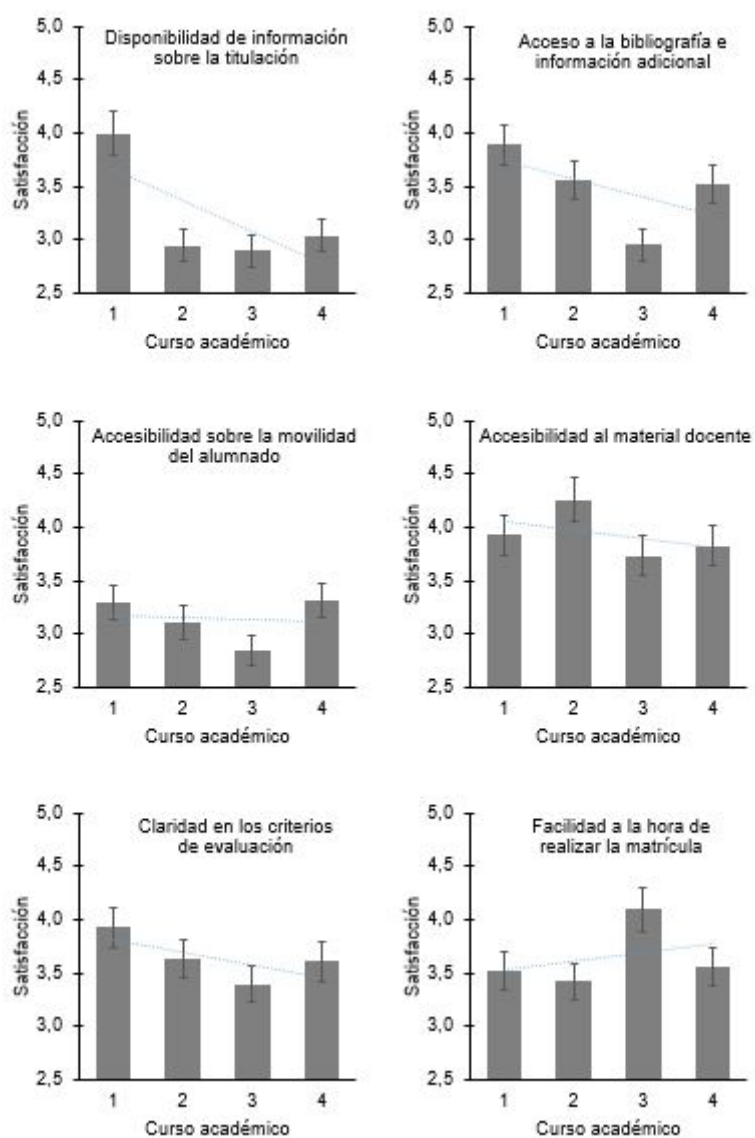 Disponibilidad de información
sobre la titulación
5,0
4,5
4,0
3,5
3,0
2,5
Satisfacción
1 2 3 4
Curso académico
Acceso a la bibliografía e
información adicional
5,0
4,5
4,0
3,5
3,0
2,5
Satisfacción
1 2 3 4
Curso académico
Accesibilidad sobre la movilidad
del alumnado
5,0
4,5
4,0
3,5
3,0
2,5
Satisfacción
1 2 3 4
Curso académico
Accesibilidad al material docente
5,0
4,5
4,0
3,5
3,0
2,5
Satisfacción
1 2 3 4
Curso académico
Claridad en los criterios
de evaluación
5,0
4,5
4,0
3,5
3,0
2,5
Satisfacción
1 2 3 4
Curso académico
Facilidad a la hora de
realizar la matrícula
5,0
4,5
4,0
3,5
3,0
2,5
Satisfacción
1 2 3 4
Curso académico